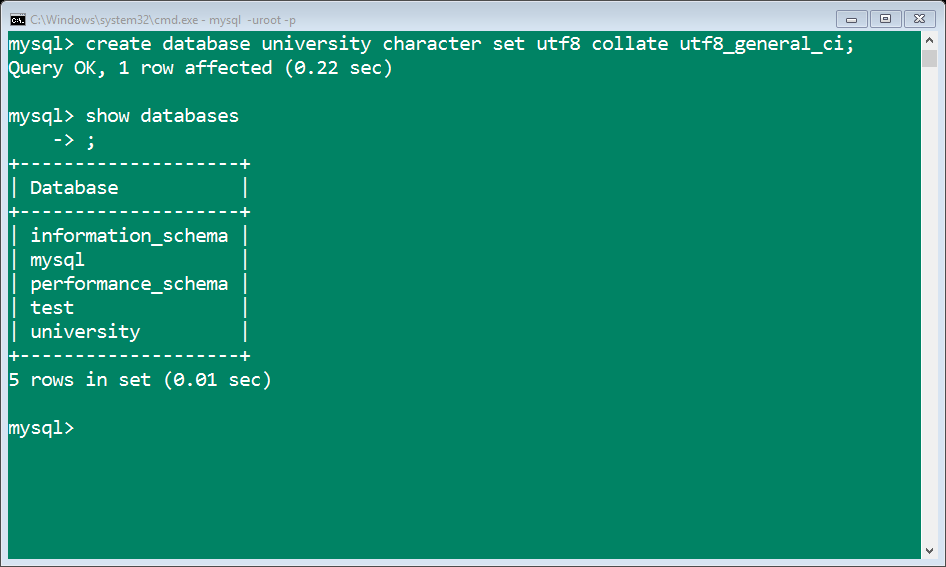 C:\Windows\system32\cmd.exe - mysql  -uroot -p
mysql> create database university character set utf8 collate utf8_general_ci;
Query OK, 1 row affected (0.22 sec)
mysql> show databases
    -> ;
+--------------------+
| Database           |
+--------------------+
| information_schema |
| mysql              |
| performance_schema |
| test               |
| university         |
+--------------------+
5 rows in set (0.01 sec)
mysql>